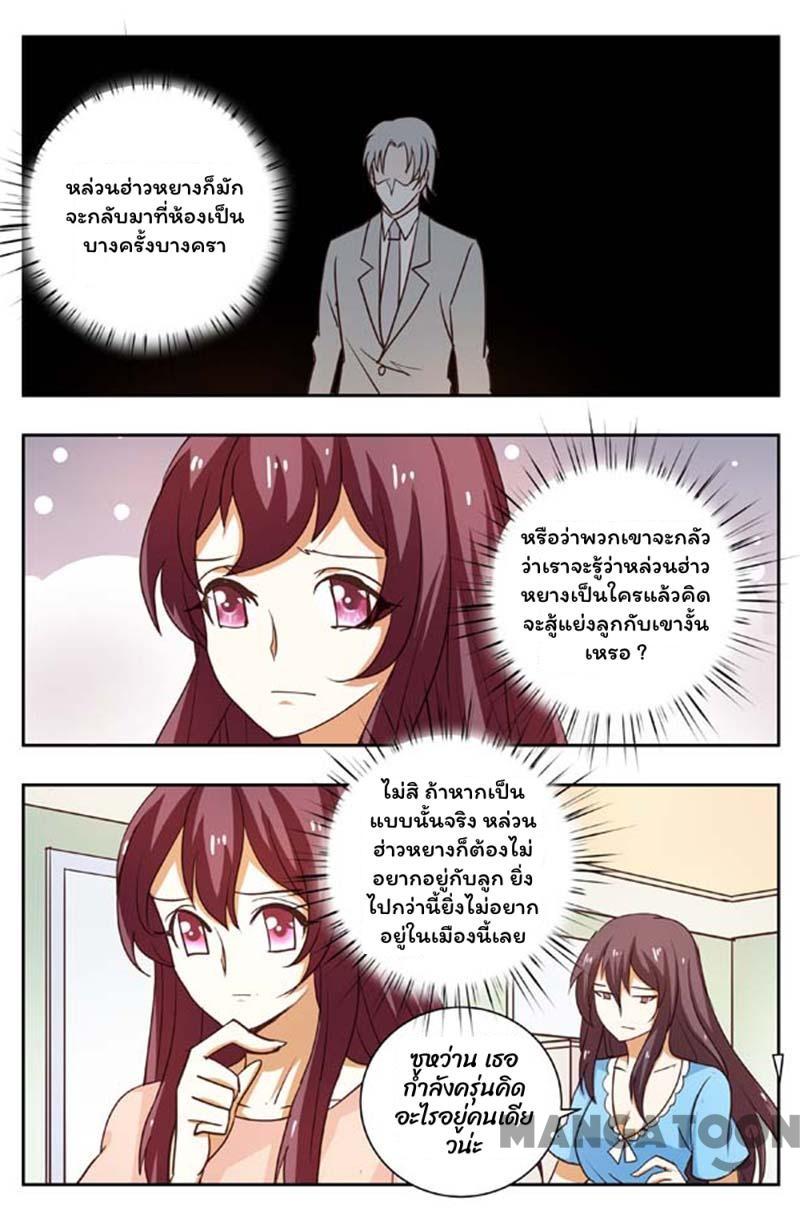 หล่วนฮ่าวหยางก็มัก
จะกลับมาที่ห้องเป็น
บางครั้งบางครา
หรือว่าพวกเขาจะกลัว
ว่าเราจะรู้ว่าหล่วนฮ่าว
หยางเป็นใครแล้วคิด
จะสู้แย่งลูกกับเขางั้น
เหรอ ?
ไม่สิ ถ้าหากเป็น
แบบนั้นจริง หล่วน
ฮ่าวหยางก็ต้องไม่
อยากอยู่กับลูก ยิ่ง
ไปกว่านี้ยิ่งไม่อยาก
อยู่ในเมืองนี้เลย
ซูหว่าน เธอ
กำลังครุ่นคิด
อะไรอยู่คนเดีย
วน่ะ
MANGATOON